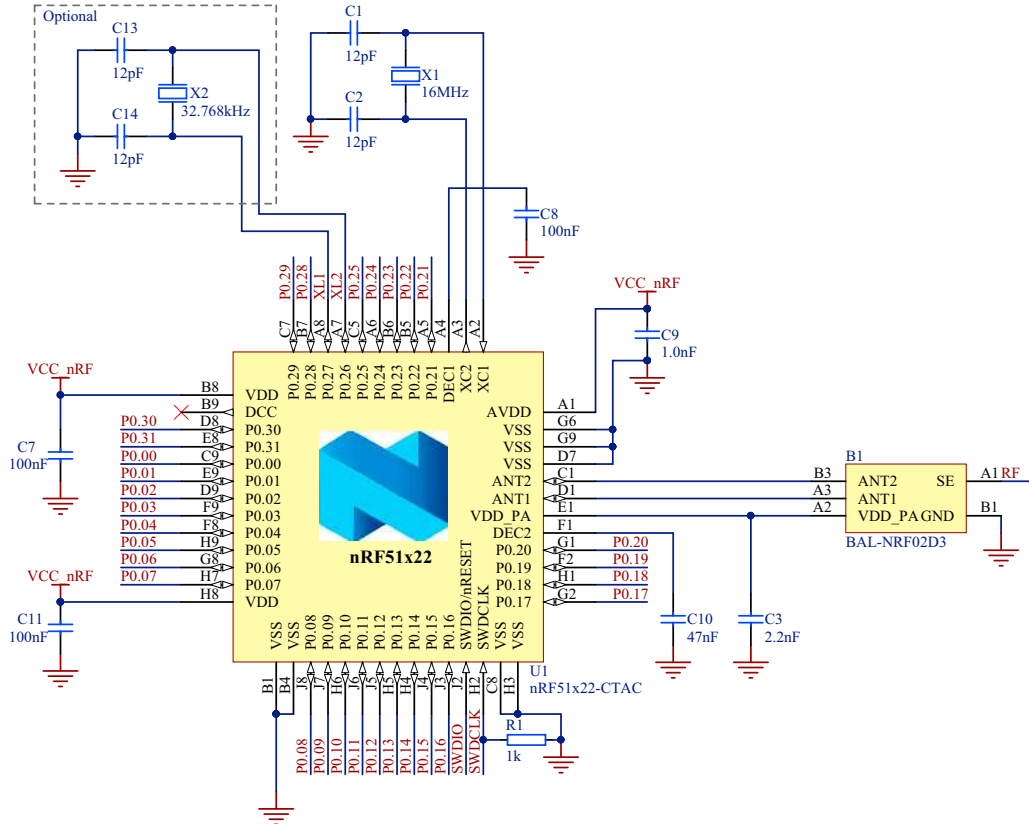 Optional
C13
12pF
X2
32.768kHz
C14
12pF
C1
12pF
X1
16MHz
C2
12pF
C8
100nF
P0.29
P0.28
XL1
XL2
P0.25
P0.24
P0.23
P0.22
P0.21
C7
B7
A8
A7
C5
A6
B6
B5
A5
A4
A3
A2
P0.29
P0.28
P0.27
P0.26
P0.25
P0.24
P0.23
P0.22
P0.21
DEC1
XC2
XC1
VCC_nRF
C9
1.0nF
VCC_nRF
C7
100nF
B8 VDD
B9 DCC
P0.30 D8 P0.30
P0.31 E8 P0.31
P0.00 C9 P0.00
P0.01 E9 P0.01
P0.02 D9 P0.02
P0.03 F9 P0.03
P0.04 F8 P0.04
P0.05 H9 P0.05
P0.06 G8 P0.06
P0.07 H7 P0.07
H8 VDD
VCC_nRF
C11
100nF
nRF51x22
AVDD A1
VSS G6
VSS G9
VSS D7
ANT2 C1
ANT1 D1
VDD_PA E1
DEC2 F1
P0.20 G1 P0.20
P0.19 F2 P0.19
P0.18 H1 P0.18
P0.17 G2 P0.17
B1
B3 ANT2 SE A1 RF
A3 ANT1
A2 VDD_PA GND B1
BAL-NRF02D3
C10
47nF
C3
2.2nF
VSS
VSS
P0.08
P0.09
P0.10
P0.11
P0.12
P0.13
P0.14
P0.15
P0.16
SWDIO/nRESET
SWDCLK
VSS
VSS
B1
B4
J8
J7
H6
J6
J5
H5
H4
J4
J3
J2
H2
C8
H3
U1
nRF51x22-CTAC
P0.08
P0.09
P0.10
P0.11
P0.12
P0.13
P0.14
P0.15
P0.16
SWDIO
SWDCLK
R1
1k